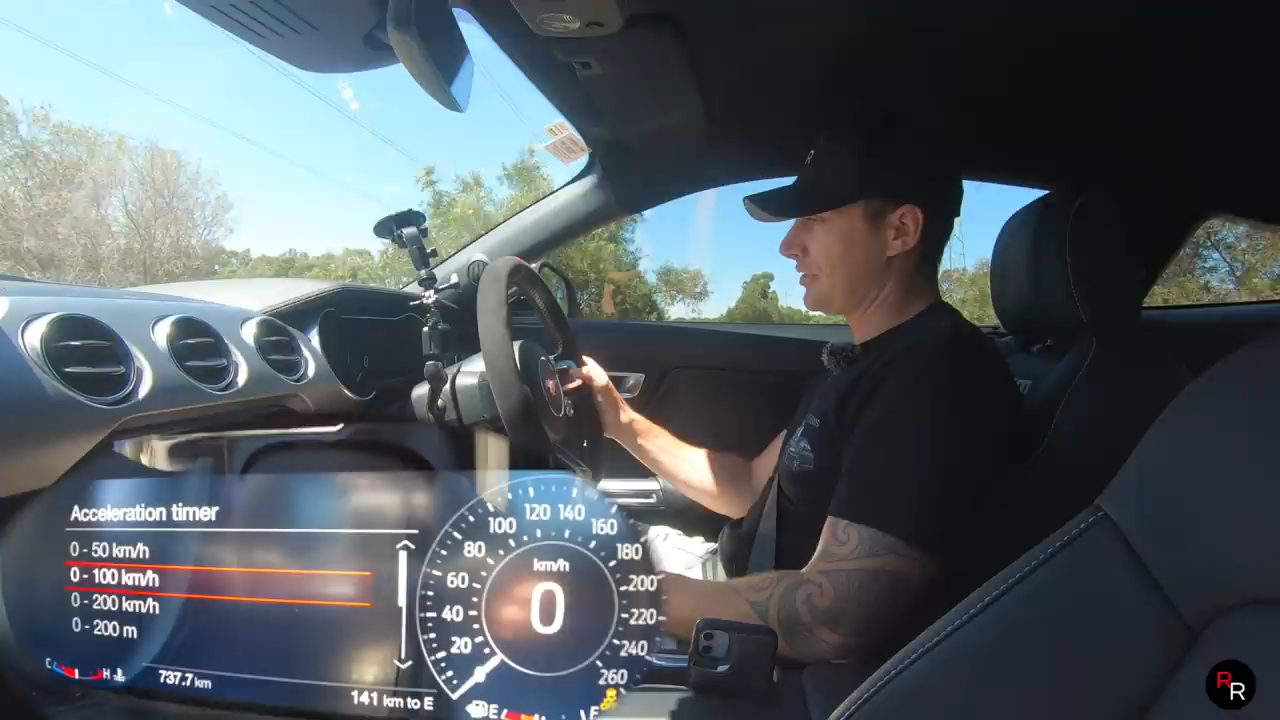 Acceleration timer
0 - 50 km/h
0 - 100 km/h
0 - 200 km/h
0 - 200 m
C
H
737.7 km
141 km to E
20
40
60
80
100
120
140
160
180
200
220
240
260
km/h
0
E
F
R
RR